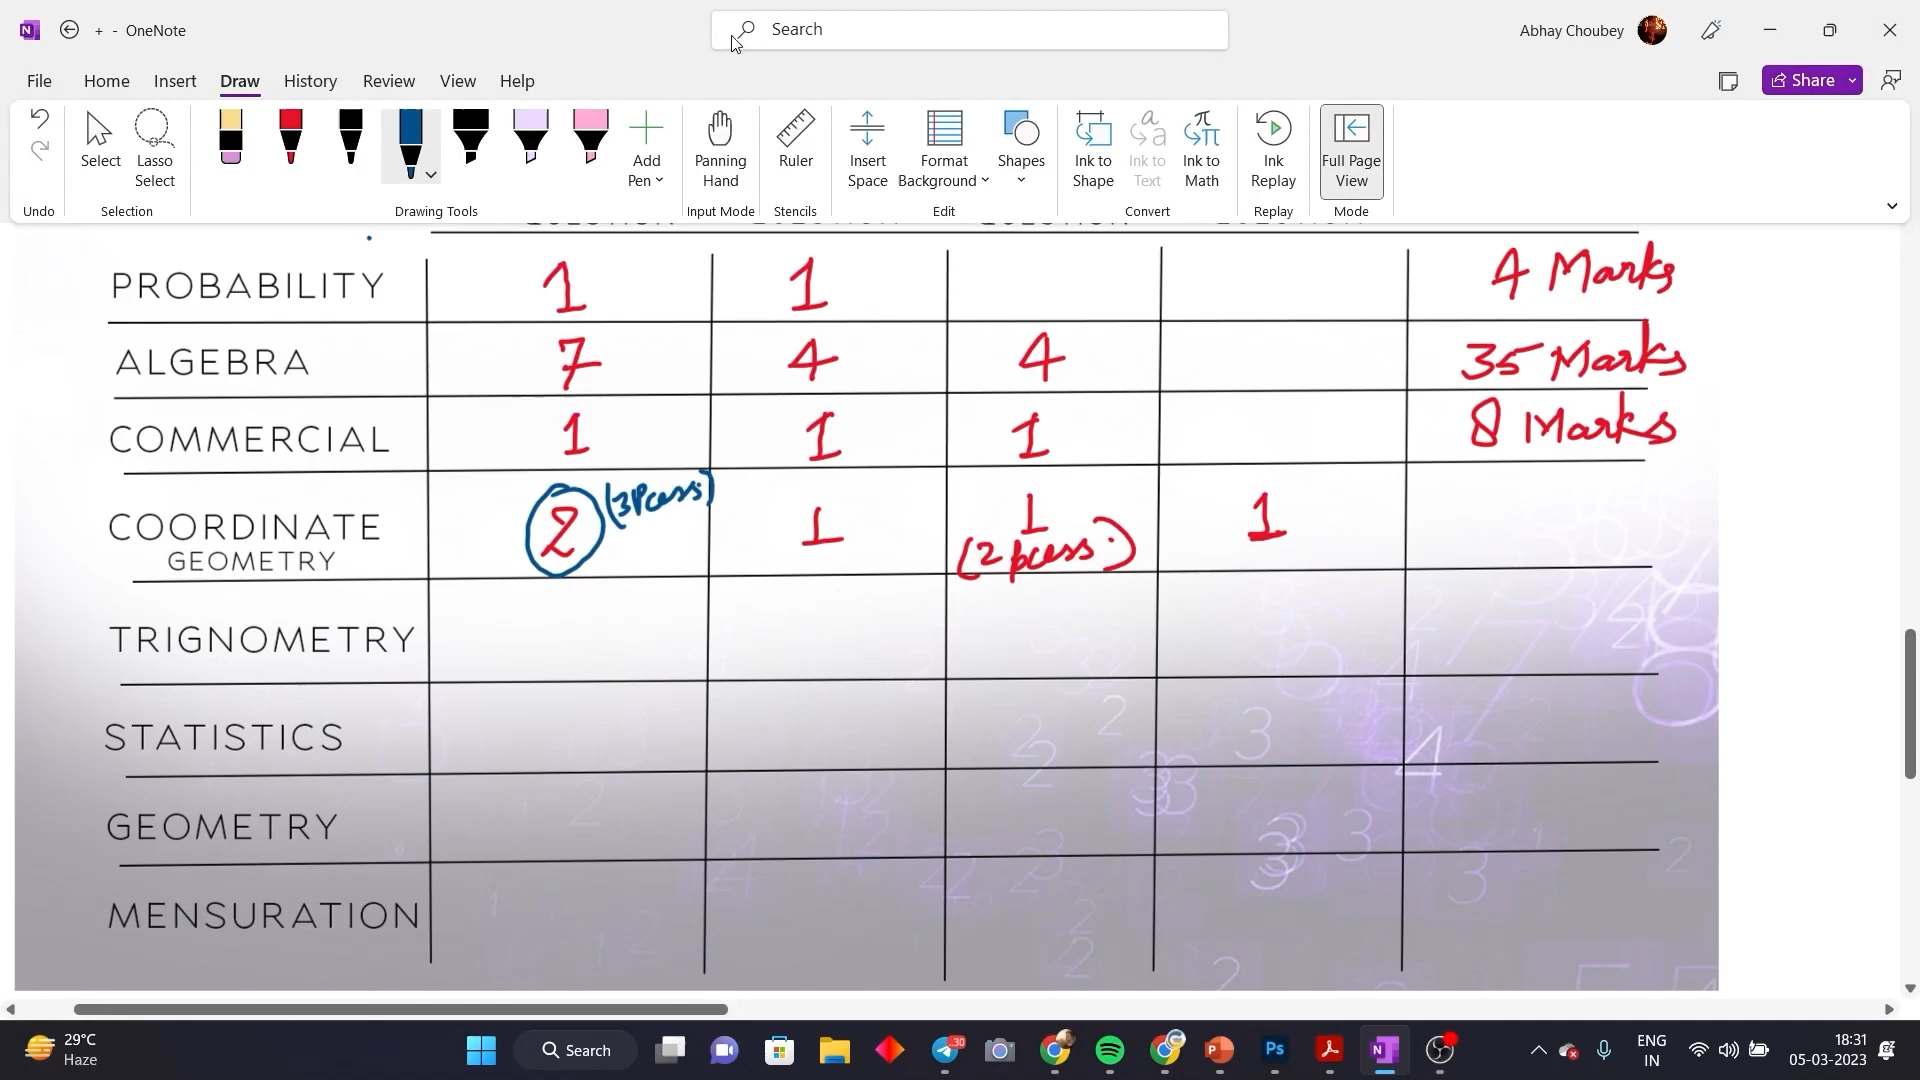 + - OneNote
Search
Abhay Choubey
File Home Insert Draw History Review View Help
Share
Select
Lasso Select
Add Pen
Panning Hand
Ruler
Insert Space
Format Background
Shapes
Ink to Shape
Ink to Text
Ink to Math
Ink Replay
Full Page View
Undo Selection Drawing Tools Input Mode Stencils Edit Convert Replay Mode
PROBABILITY 1 1 4 Marks
ALGEBRA 7 4 4 35 Marks
COMMERCIAL 1 1 1 8 Marks
COORDINATE GEOMETRY 2 (3Pcess.) 1 1 (2 pcess.) 1
TRIGNOMETRY
STATISTICS
GEOMETRY
MENSURATION
29°C
Haze
Search
30
ENG
IN
18:31
05-03-2023